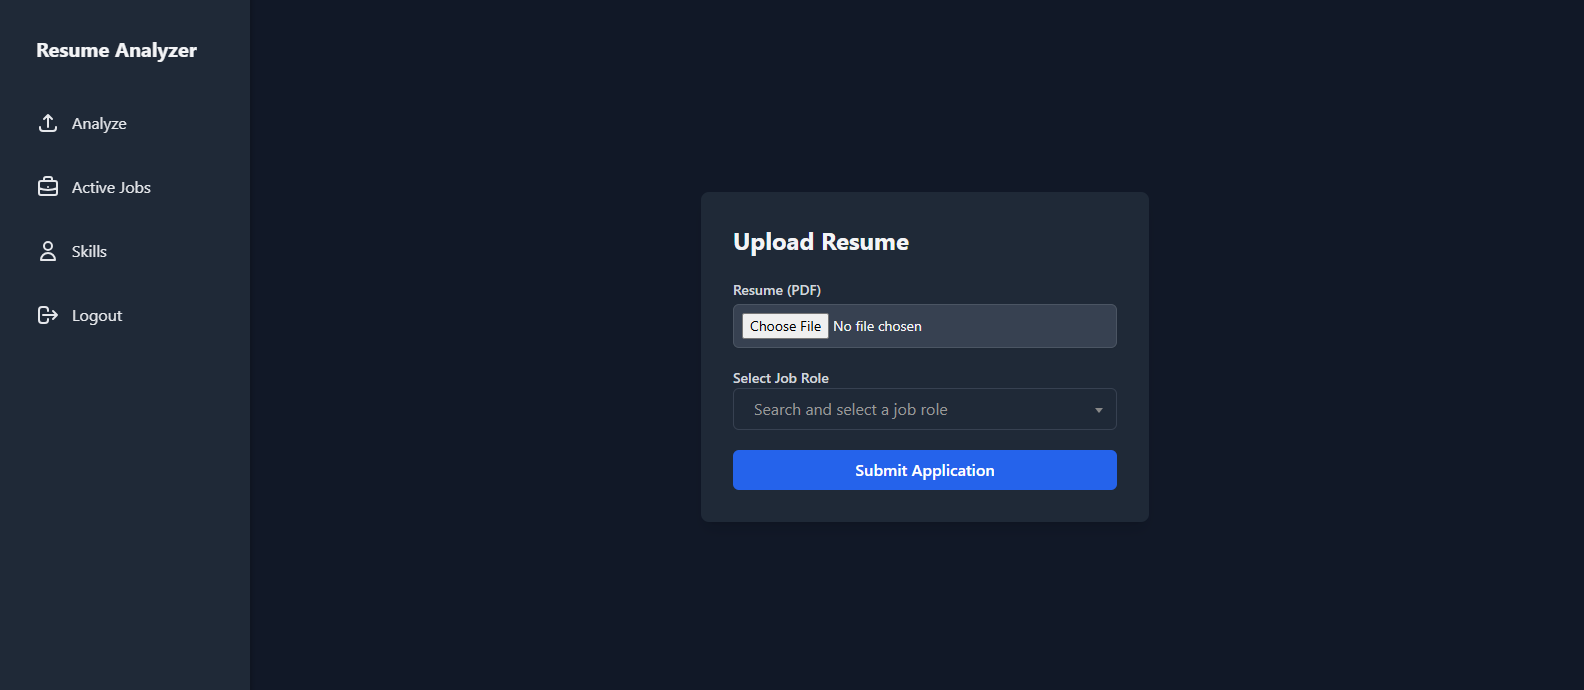 Resume Analyzer
Analyze
Active Jobs
Skills
Logout
Upload Resume
Resume (PDF)
Choose File No file chosen
Select Job Role
Search and select a job role
Submit Application